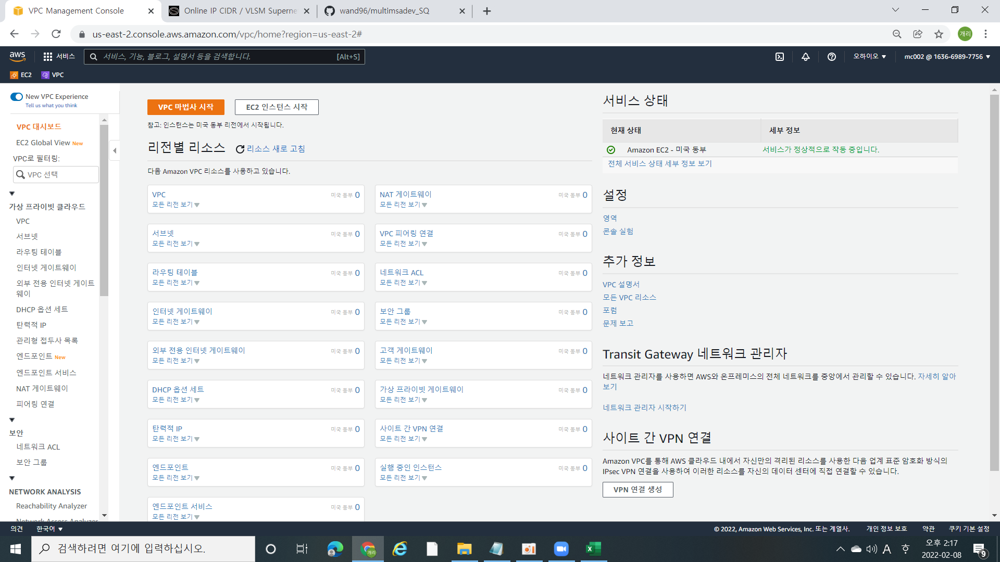 VPC Management Console
Online IP CIDR / VLSM Superne
wand96/multimsadev_SQ
us-east-2.console.aws.amazon.com/vpc/home?region=us-east-2#
개리
aws
서비스
서비스, 기능, 블로그, 설명서 등을 검색합니다.
[Alt+S]
오하이오
mc002 @ 1636-6989-7756
EC2
VPC
New VPC Experience
Tell us what you think
VPC 대시보드
EC2 Global View New
VPC로 필터링:
VPC 선택
가상 프라이빗 클라우드
VPC
서브넷
라우팅 테이블
인터넷 게이트웨이
외부 전용 인터넷 게이트
웨이
DHCP 옵션 세트
탄력적 IP
관리형 접두사 목록
엔드포인트 New
엔드포인트 서비스
NAT 게이트웨이
피어링 연결
보안
네트워크 ACL
보안 그룹
NETWORK ANALYSIS
Reachability Analyzer
Network Access Analyzer
VPC 마법사 시작
EC2 인스턴스 시작
참고: 인스턴스는 미국 동부 리전에서 시작됩니다.
리전별 리소스
리소스 새로 고침
다음 Amazon VPC 리소스를 사용하고 있습니다.
VPC 미국 동부 0
모든 리전 보기
NAT 게이트웨이 미국 동부 0
모든 리전 보기
서브넷 미국 동부 0
모든 리전 보기
VPC 피어링 연결 미국 동부 0
모든 리전 보기
라우팅 테이블 미국 동부 0
모든 리전 보기
네트워크 ACL 미국 동부 0
모든 리전 보기
인터넷 게이트웨이 미국 동부 0
모든 리전 보기
보안 그룹 미국 동부 0
모든 리전 보기
외부 전용 인터넷 게이트웨이 미국 동부 0
모든 리전 보기
고객 게이트웨이 미국 동부 0
모든 리전 보기
DHCP 옵션 세트 미국 동부 0
모든 리전 보기
가상 프라이빗 게이트웨이 미국 동부 0
모든 리전 보기
탄력적 IP 미국 동부 0
모든 리전 보기
사이트 간 VPN 연결 미국 동부 0
모든 리전 보기
엔드포인트 미국 동부 0
모든 리전 보기
실행 중인 인스턴스 미국 동부 0
모든 리전 보기
엔드포인트 서비스 미국 동부 0
모든 리전 보기
서비스 상태
현재 상태 세부 정보
Amazon EC2 - 미국 동부 서비스가 정상적으로 작동 중입니다.
전체 서비스 상태 세부 정보 보기
설정
영역
콘솔 실험
추가 정보
VPC 설명서
모든 VPC 리소스
포럼
문제 보고
Transit Gateway 네트워크 관리자
네트워크 관리자를 사용하면 AWS와 온프레미스의 전체 네트워크를 중앙에서 관리할 수 있습니다. 자세히 알아
보기
네트워크 관리자 시작하기
사이트 간 VPN 연결
Amazon VPC를 통해 AWS 클라우드 내에서 자신만의 격리된 리소스를 사용한 다음 업계 표준 암호화 방식의
IPsec VPN 연결을 사용하여 이러한 리소스를 자신의 데이터 센터에 직접 연결할 수 있습니다.
VPN 연결 생성
의견
한국어
© 2022, Amazon Web Services, Inc. 또는 계열사.
개인 정보 보호
약관
쿠키 기본 설정
검색하려면 여기에 입력하십시오.
개리
A
오후 2:17
2022-02-08
9